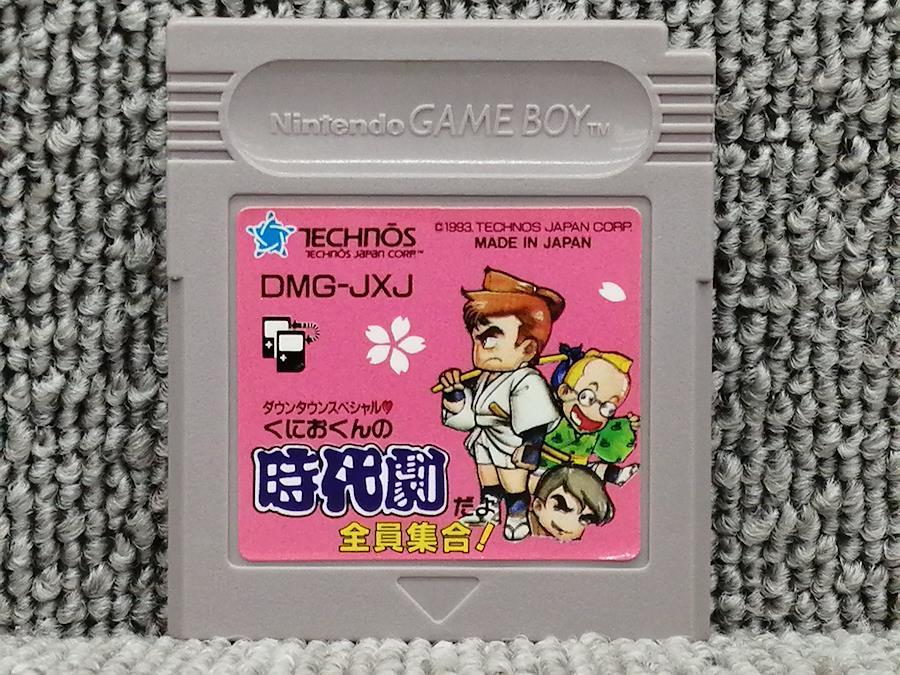 Nintendo GAME BOY TM
TECHNŌS
TECHNŌS JAPAN CORP.™
©1993. TECHNOS JAPAN CORP.
MADE IN JAPAN
DMG-JXJ
ダウンタウンスペシャル♥
くにおくんの
時代劇だよ
全員集合!